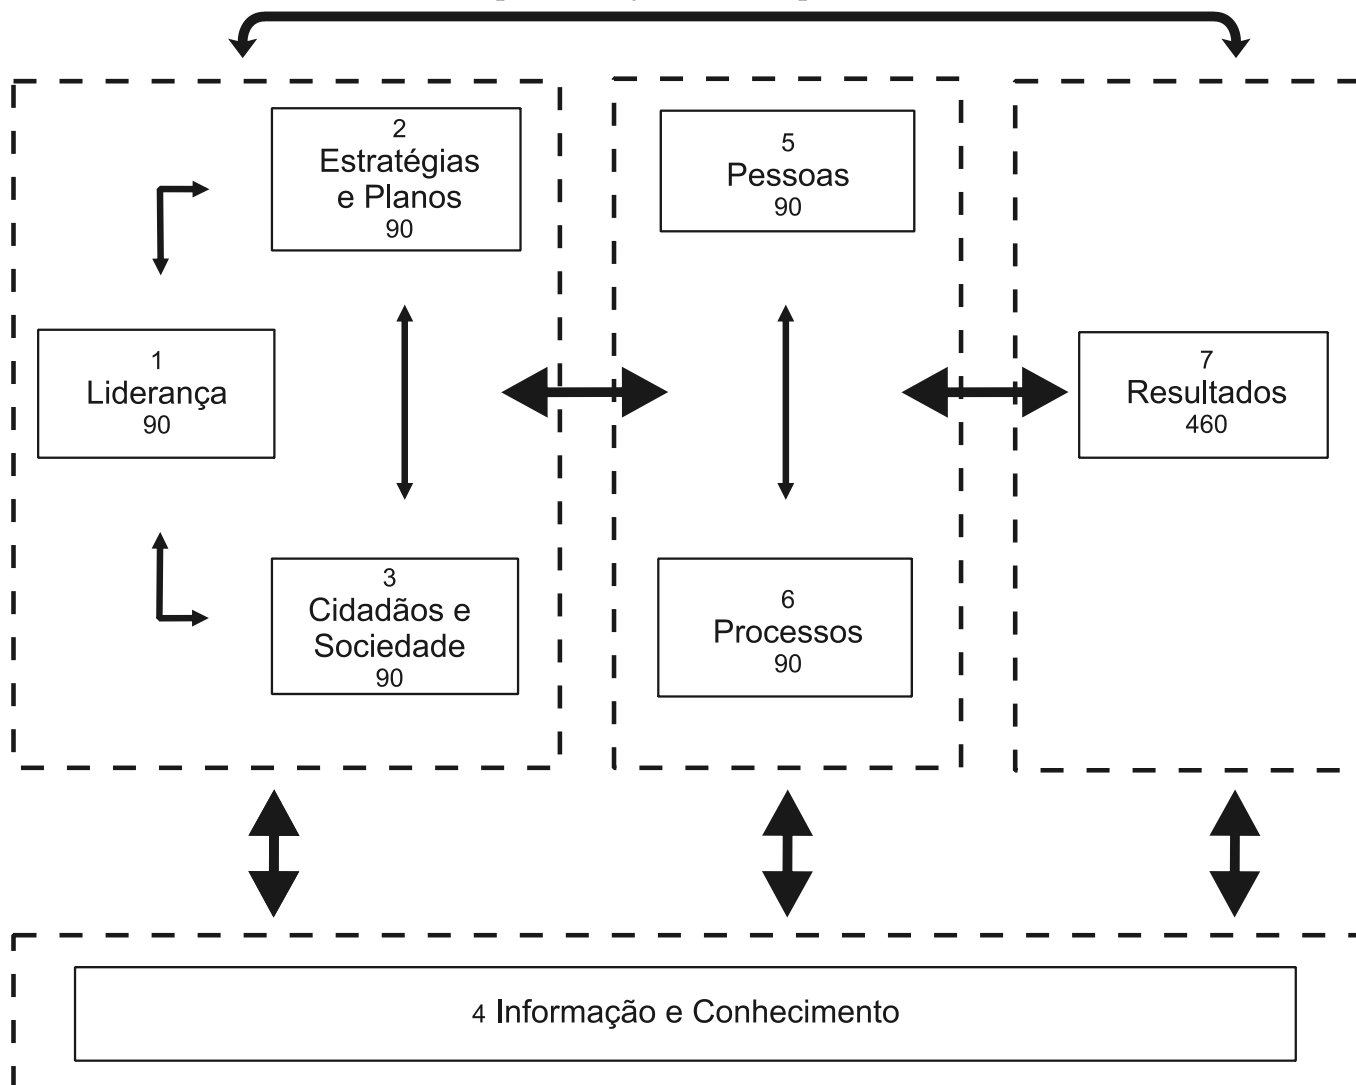 2
Estratégias
e Planos
90
5
Pessoas
90
1
Liderança
90
7
Resultados
460
3
Cidadãos e
Sociedade
90
6
Processos
90
4 Informação e Conhecimento